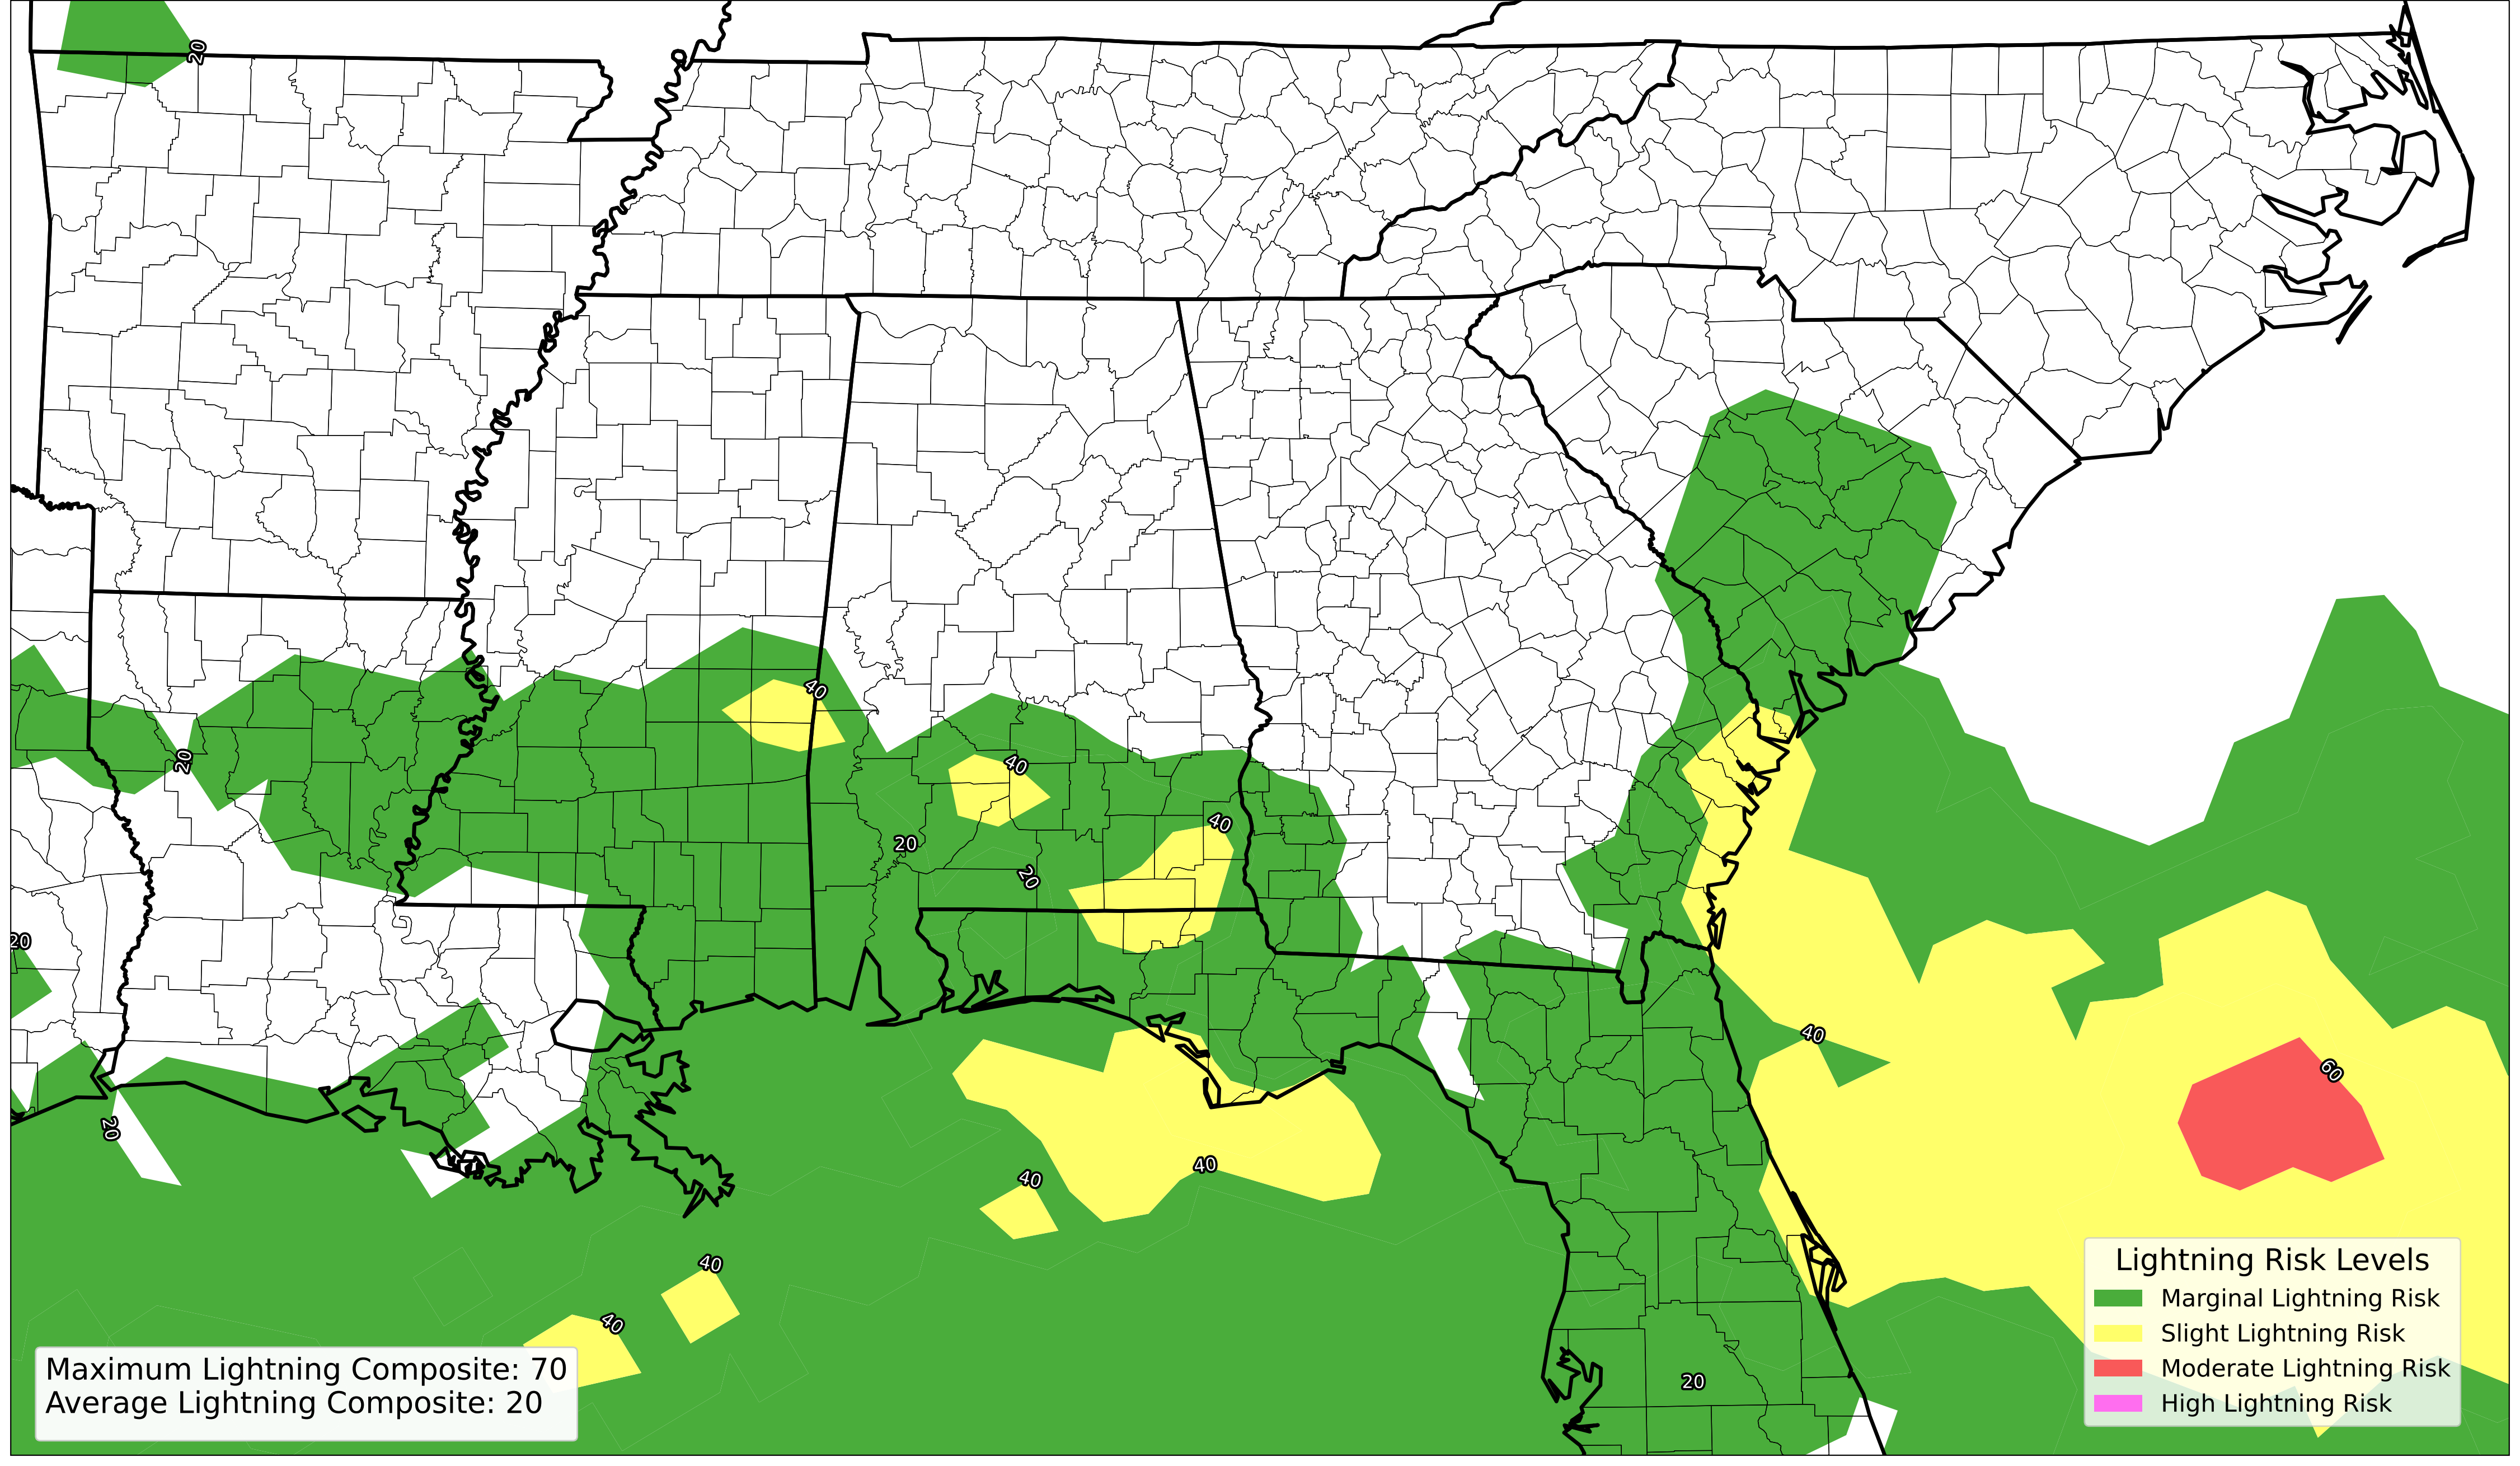 20
40
40
20
40
20
20
20
40
60
20
40
40
40
40
20
Lightning Risk Levels
Marginal Lightning Risk
Slight Lightning Risk
Moderate Lightning Risk
High Lightning Risk
Maximum Lightning Composite: 70
Average Lightning Composite: 20